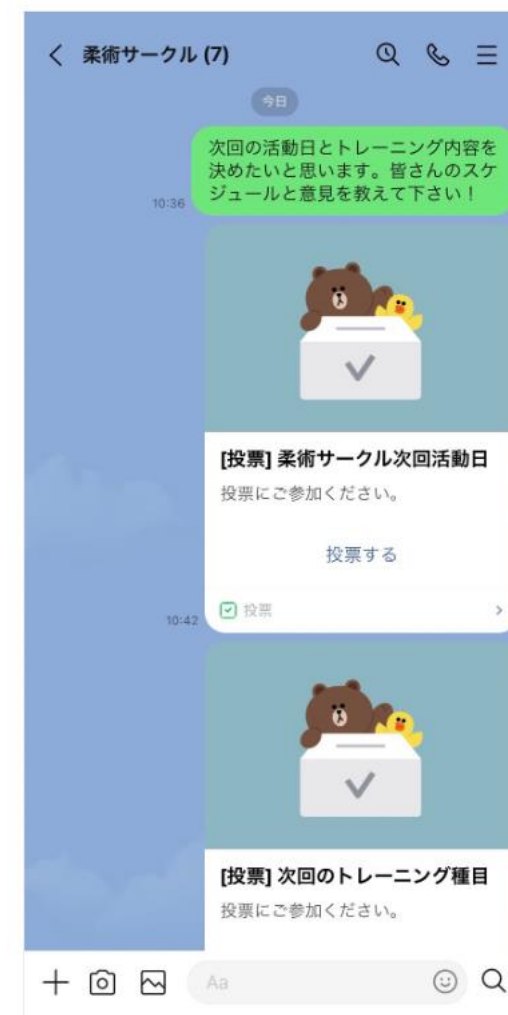 柔術サークル (7)
今日
次回の活動日とトレーニング内容を
決めたいと思います。皆さんのスケ
ジュールと意見を教えて下さい！
10:36
[投票] 柔術サークル次回活動日
投票にご参加ください。
投票する
投票
10:42
[投票] 次回のトレーニング種目
投票にご参加ください。
Aa